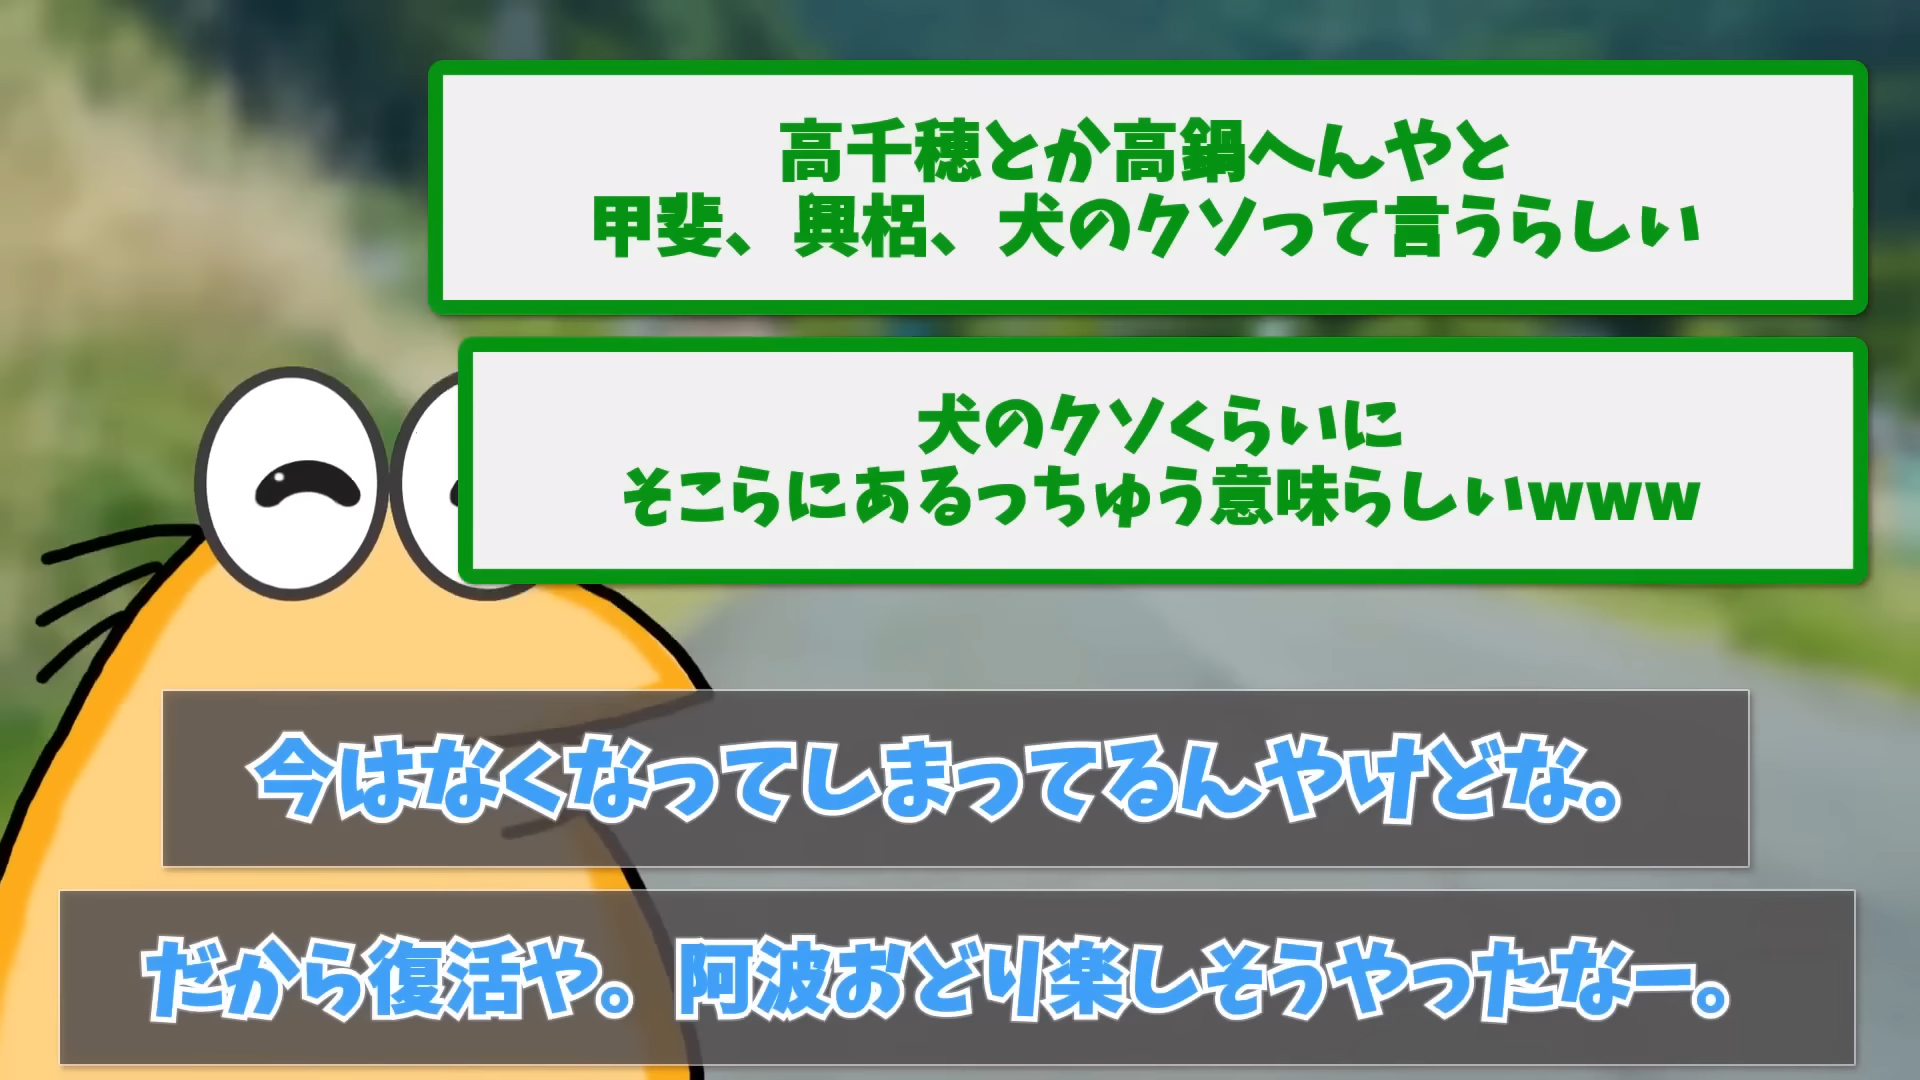 高千穂とか高鍋へんやと
甲斐、興梠、犬のクソって言うらしい
犬のクソくらいに
そこらにあるっちゅう意味らしいwww
今はなくなってしまってるんやけどな。
だから復活や。阿波おどり楽しそうやったなー。